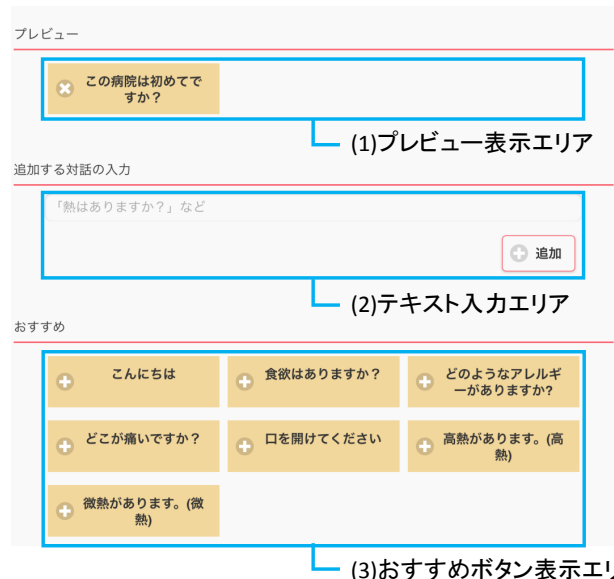 プレビュー
この病院は初めてで
すか？
(1)プレビュー表示エリア
追加する対話の入力
「熱はありますか？」など
追加
(2)テキスト入力エリア
おすすめ
こんにちは
食欲はありますか？
どのようなアレルギ
ーがありますか?
どこが痛いですか？
口を開けてください
高熱があります。(高
熱)
微熱があります。(微
熱)
(3)おすすめボタン表示エリ